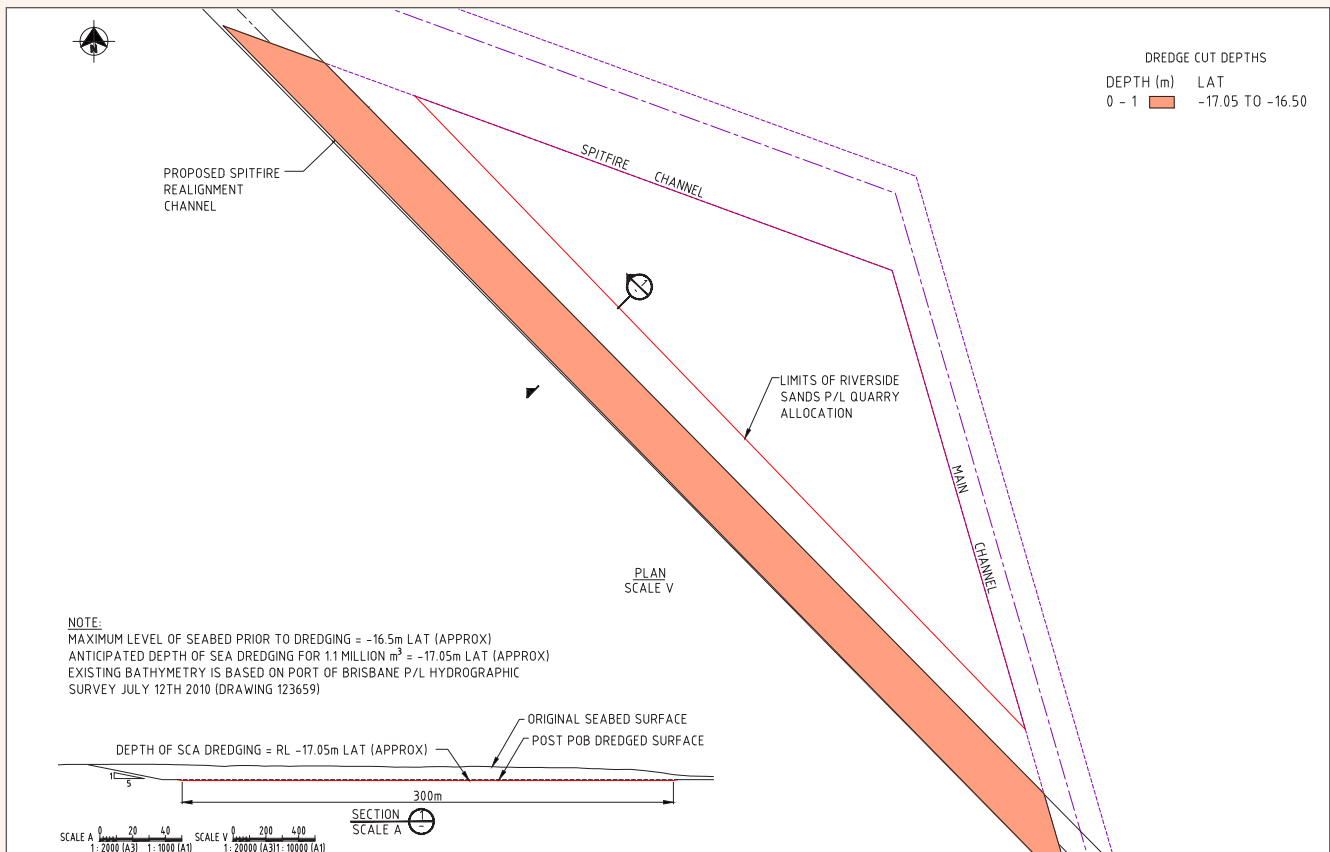 N
DREDGE CUT DEPTHS
DEPTH (m) LAT
0 - 1 -17.05 TO -16.50
SPITFIRE
CHANNEL
PROPOSED SPITFIRE
REALIGNMENT
CHANNEL
1
-
LIMITS OF RIVERSIDE
SANDS P/L QUARRY
ALLOCATION
MAIN
CHANNEL
PLAN
SCALE V
NOTE:
MAXIMUM LEVEL OF SEABED PRIOR TO DREDGING = -16.5m LAT (APPROX)
ANTICIPATED DEPTH OF SEA DREDGING FOR 1.1 MILLION m³ = -17.05m LAT (APPROX)
EXISTING BATHYMETRY IS BASED ON PORT OF BRISBANE P/L HYDROGRAPHIC
SURVEY JULY 12TH 2010 (DRAWING 123659)
ORIGINAL SEABED SURFACE
POST POB DREDGED SURFACE
DEPTH OF SCA DREDGING = RL -17.05m LAT (APPROX)
1
5
300m
SECTION 1
SCALE A -
SCALE A 0 20 40
1 : 2000 (A3) 1 : 1000 (A1)
SCALE V 0 200 400
1 : 20000 (A3) 1 : 10000 (A1)